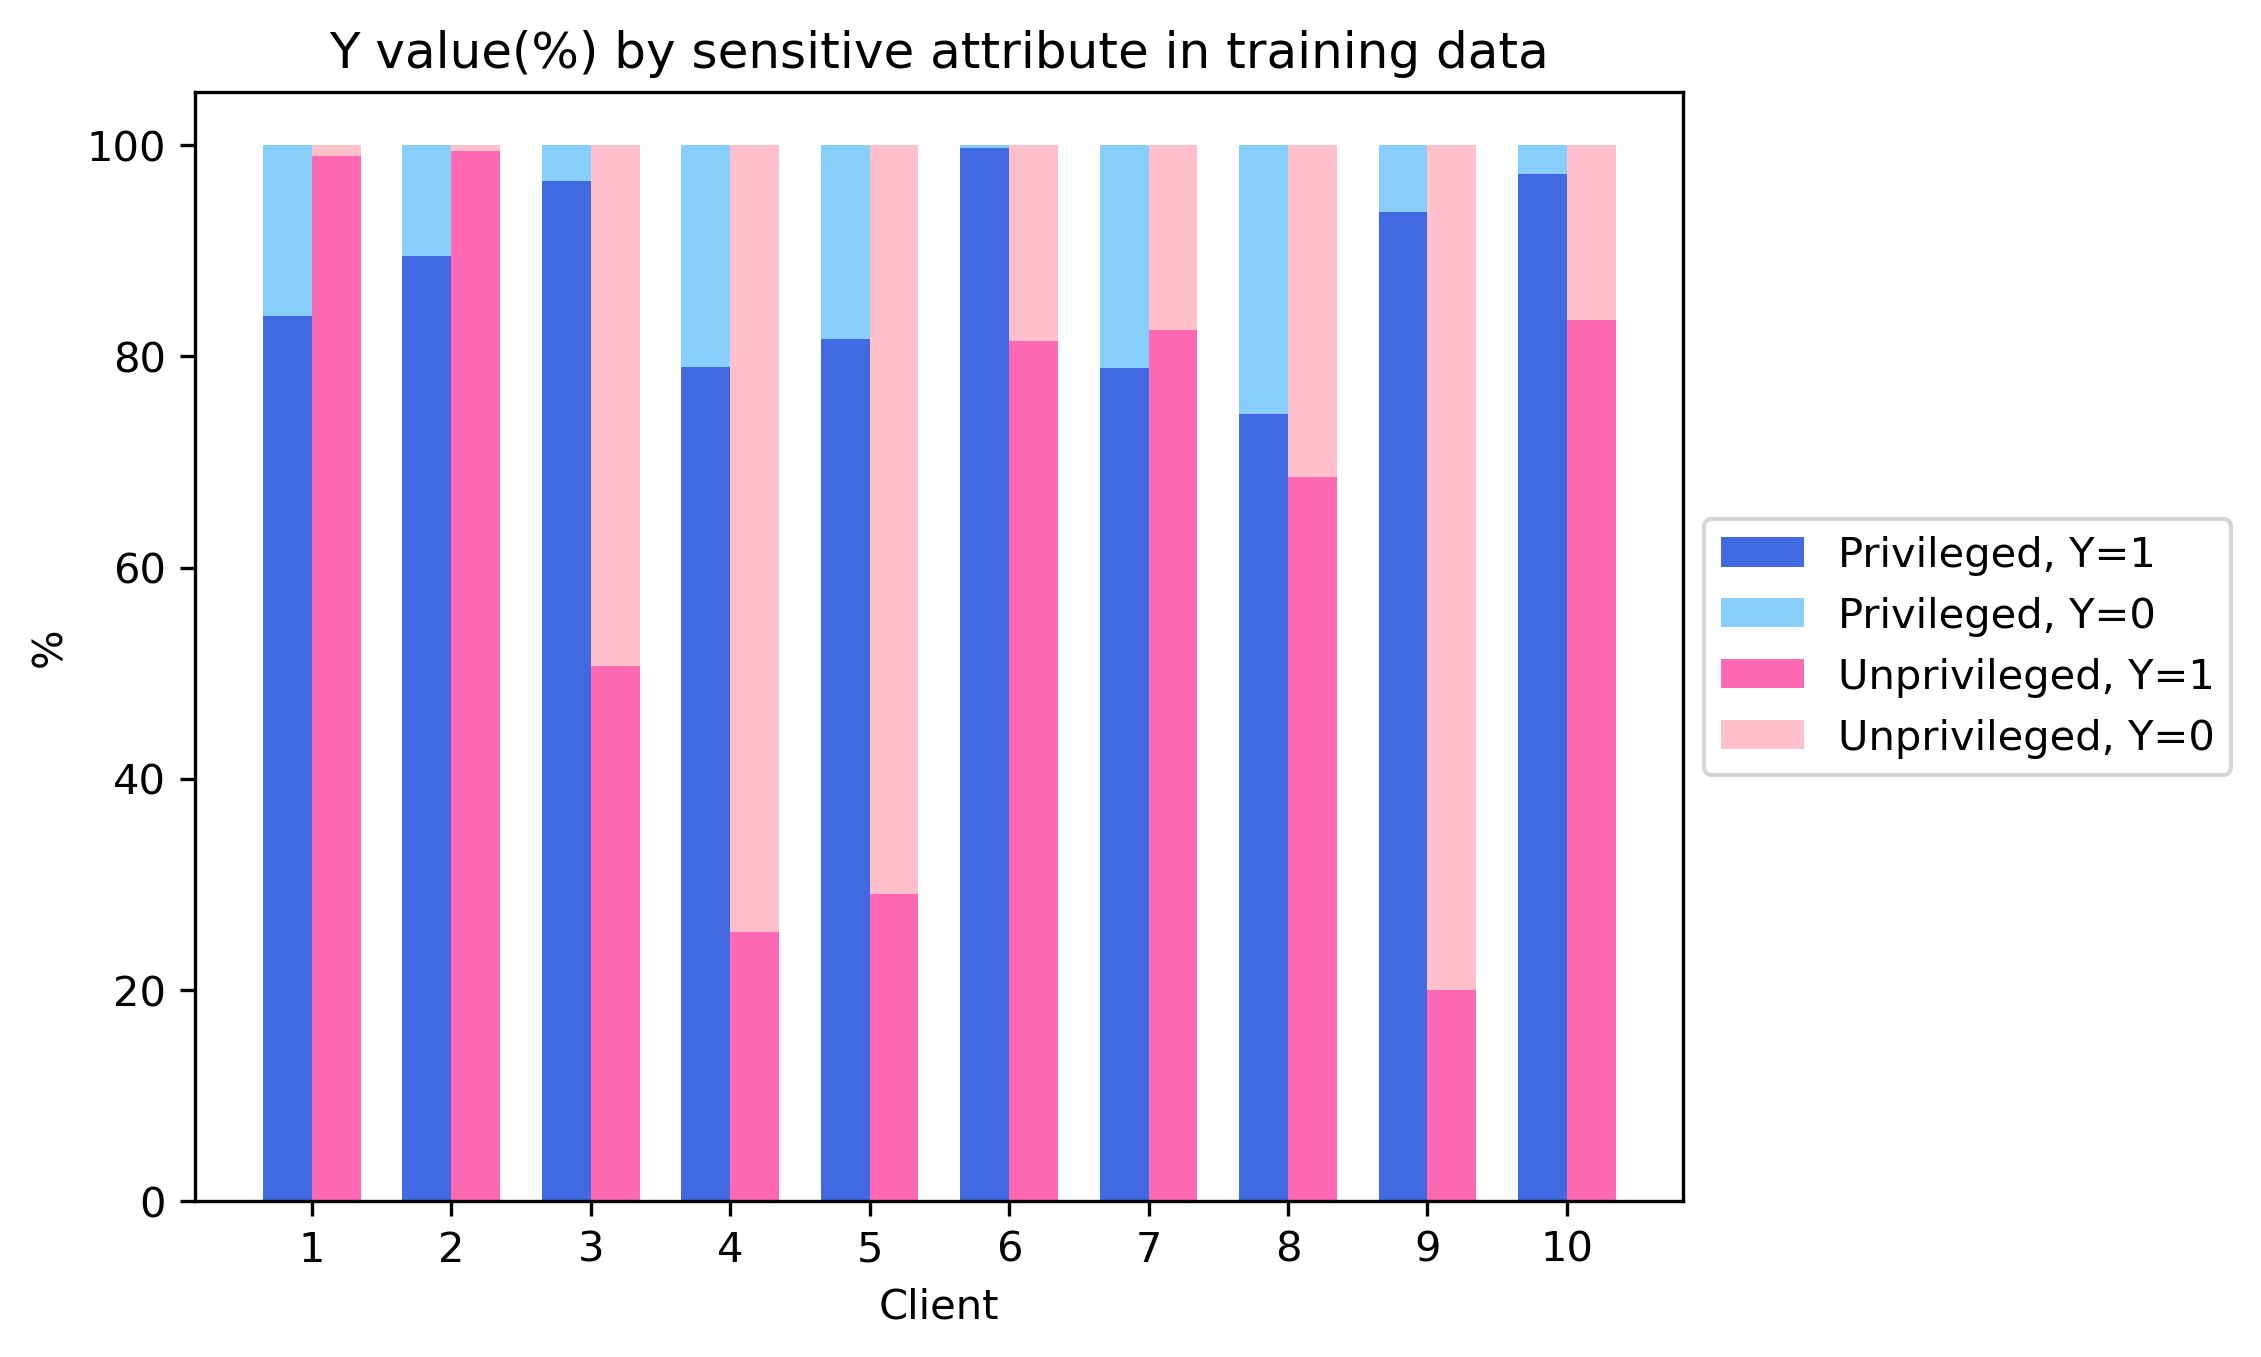 Y value(%) by sensitive attribute in training data
100
80
60
40
20
0
%
1 2 3 4 5 6 7 8 9 10
Client
Privileged, Y=1
Privileged, Y=0
Unprivileged, Y=1
Unprivileged, Y=0